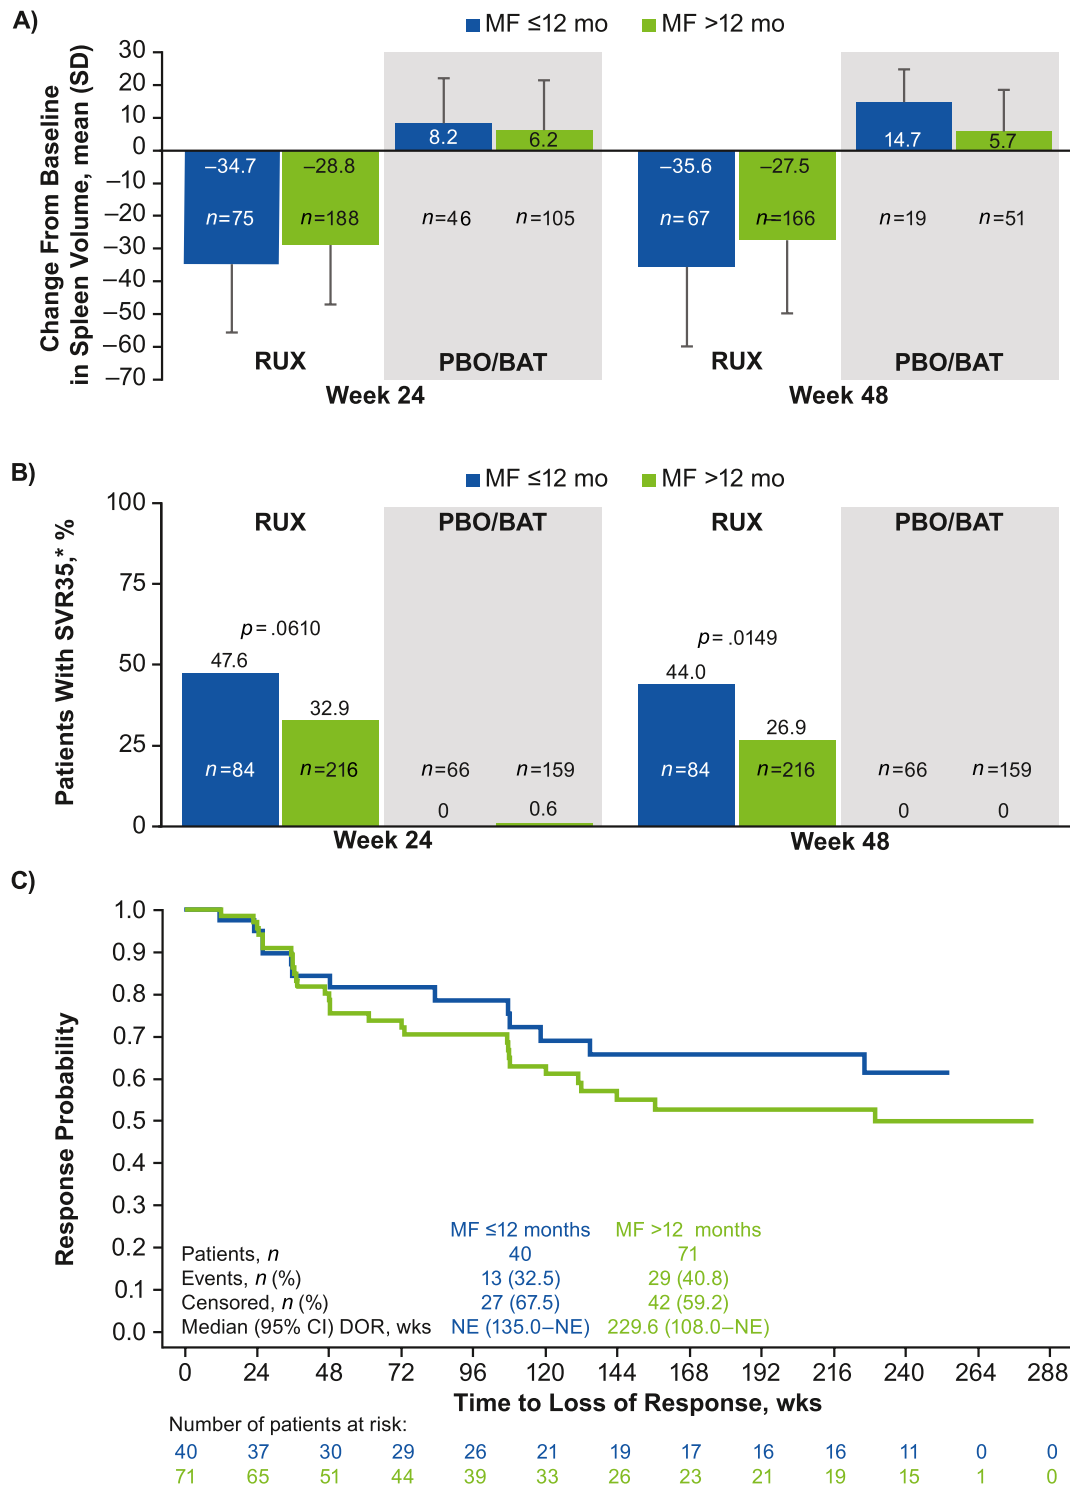 A)
MF ≤12 mo MF >12 mo
Change From Baseline
in Spleen Volume, mean (SD)
30
20
10
0
–10
–20
–30
–40
–50
–60
–70
8.2 6.2 14.7 5.7
–34.7 –28.8 –35.6 –27.5
n=75 n=188 n=46 n=105 n=67 n=166 n=19 n=51
RUX PBO/BAT RUX PBO/BAT
Week 24 Week 48
B)
MF ≤12 mo MF >12 mo
Patients With SVR35,* %
100
75
50
25
0
RUX PBO/BAT RUX PBO/BAT
p= .0610 p= .0149
47.6 32.9 44.0 26.9
n=84 n=216 n=66 n=159 n=84 n=216 n=66 n=159
0 0.6 0 0
Week 24 Week 48
C)
Response Probability
1.0
0.9
0.8
0.7
0.6
0.5
0.4
0.3
0.2
0.1
0.0
MF ≤12 months MF >12 months
Patients, n 40 71
Events, n (%) 13 (32.5) 29 (40.8)
Censored, n (%) 27 (67.5) 42 (59.2)
Median (95% CI) DOR, wks NE (135.0–NE) 229.6 (108.0–NE)
0 24 48 72 96 120 144 168 192 216 240 264 288
Time to Loss of Response, wks
Number of patients at risk:
40 37 30 29 26 21 19 17 16 16 11 0 0
71 65 51 44 39 33 26 23 21 19 15 1 0